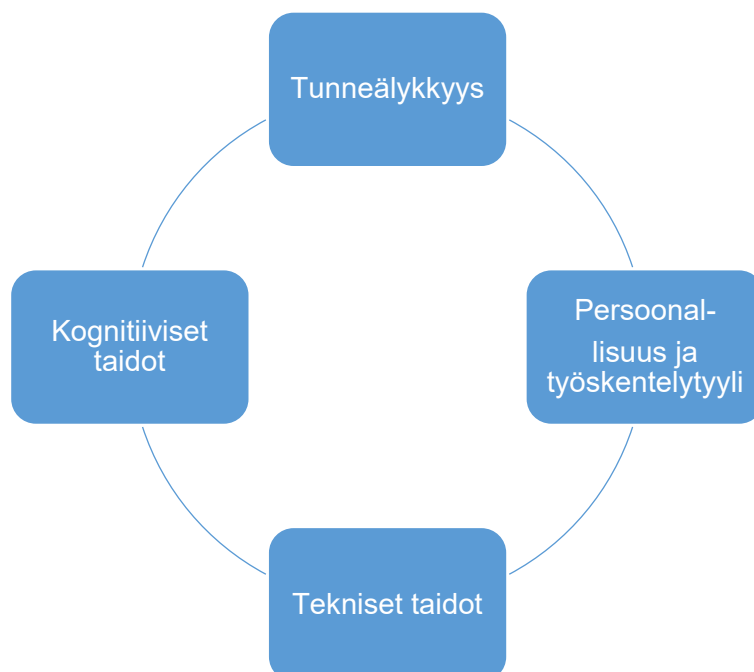 Tunneälykkyys
Persoonal-
lisuus ja
työskentelytyyli
Tekniset taidot
Kognitiiviset
taidot